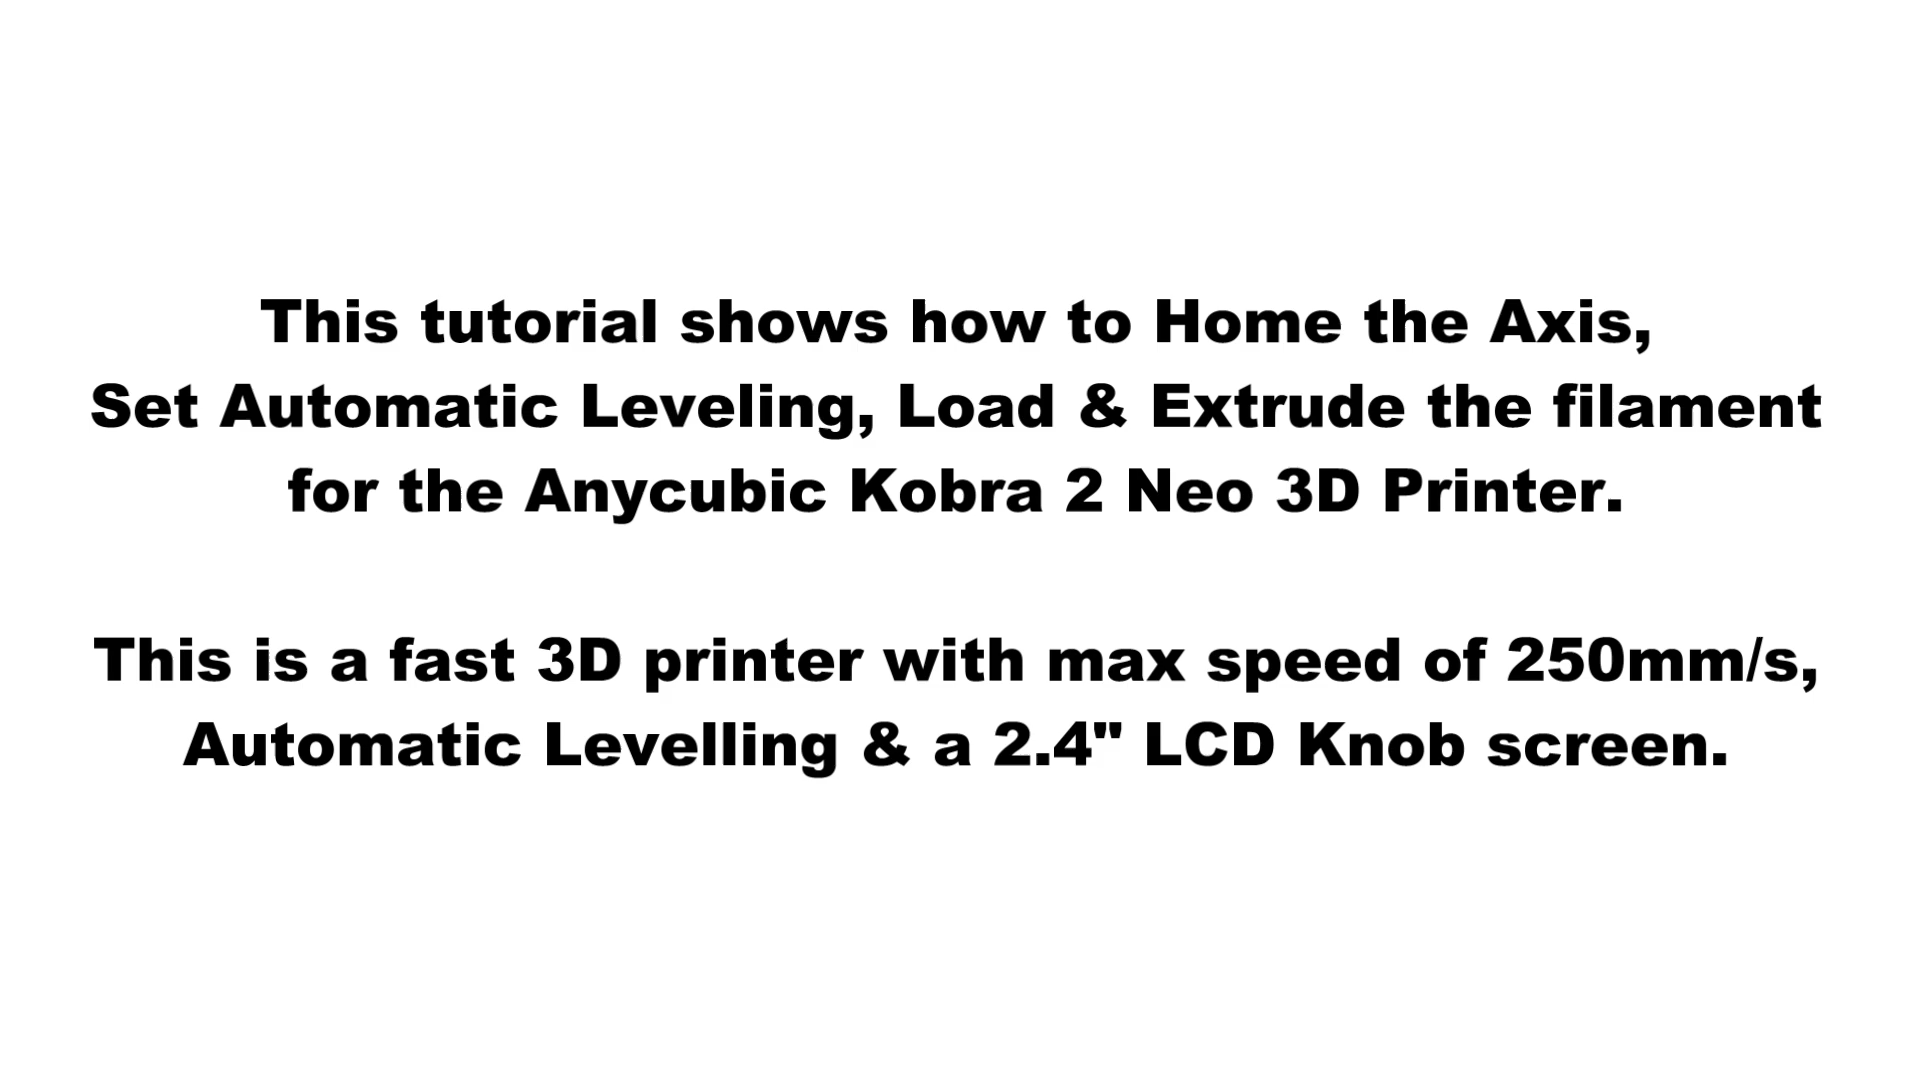 This tutorial shows how to Home the Axis,
Set Automatic Leveling, Load & Extrude the filament
for the Anycubic Kobra 2 Neo 3D Printer.
This is a fast 3D printer with max speed of 250mm/s,
Automatic Levelling & a 2.4" LCD Knob screen.